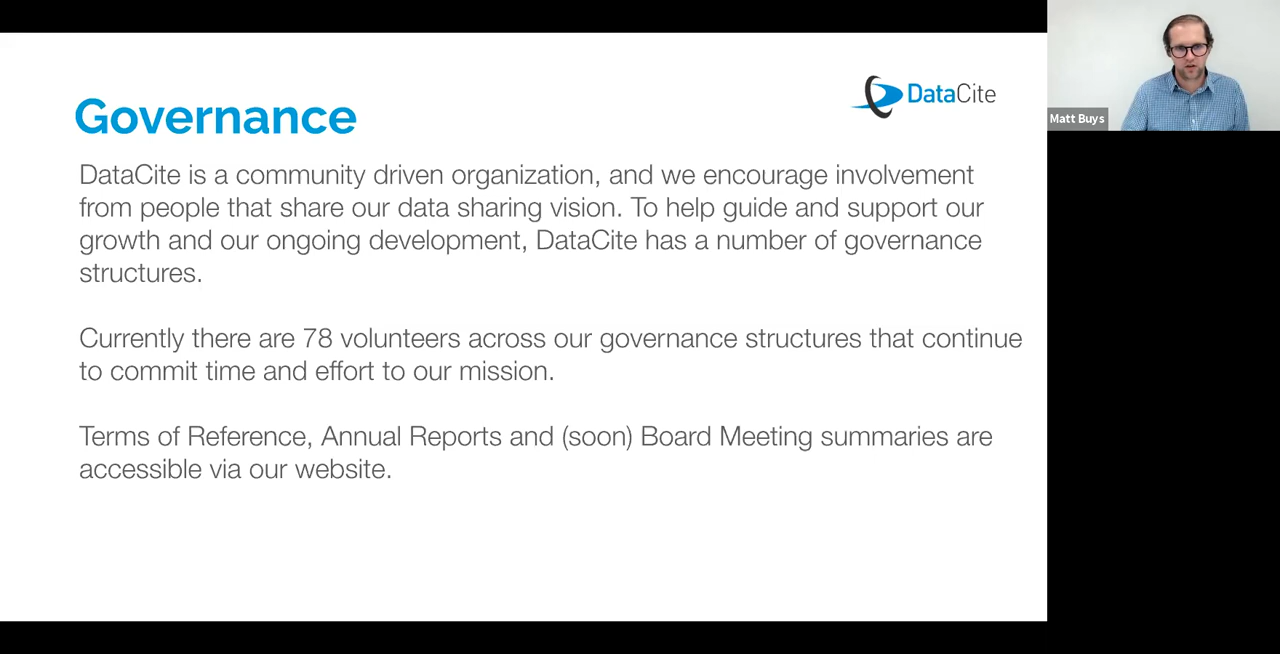 Governance
DataCite
DataCite is a community driven organization, and we encourage involvement
from people that share our data sharing vision. To help guide and support our
growth and our ongoing development, DataCite has a number of governance
structures.
Currently there are 78 volunteers across our governance structures that continue
to commit time and effort to our mission.
Terms of Reference, Annual Reports and (soon) Board Meeting summaries are
accessible via our website.
Matt Buys